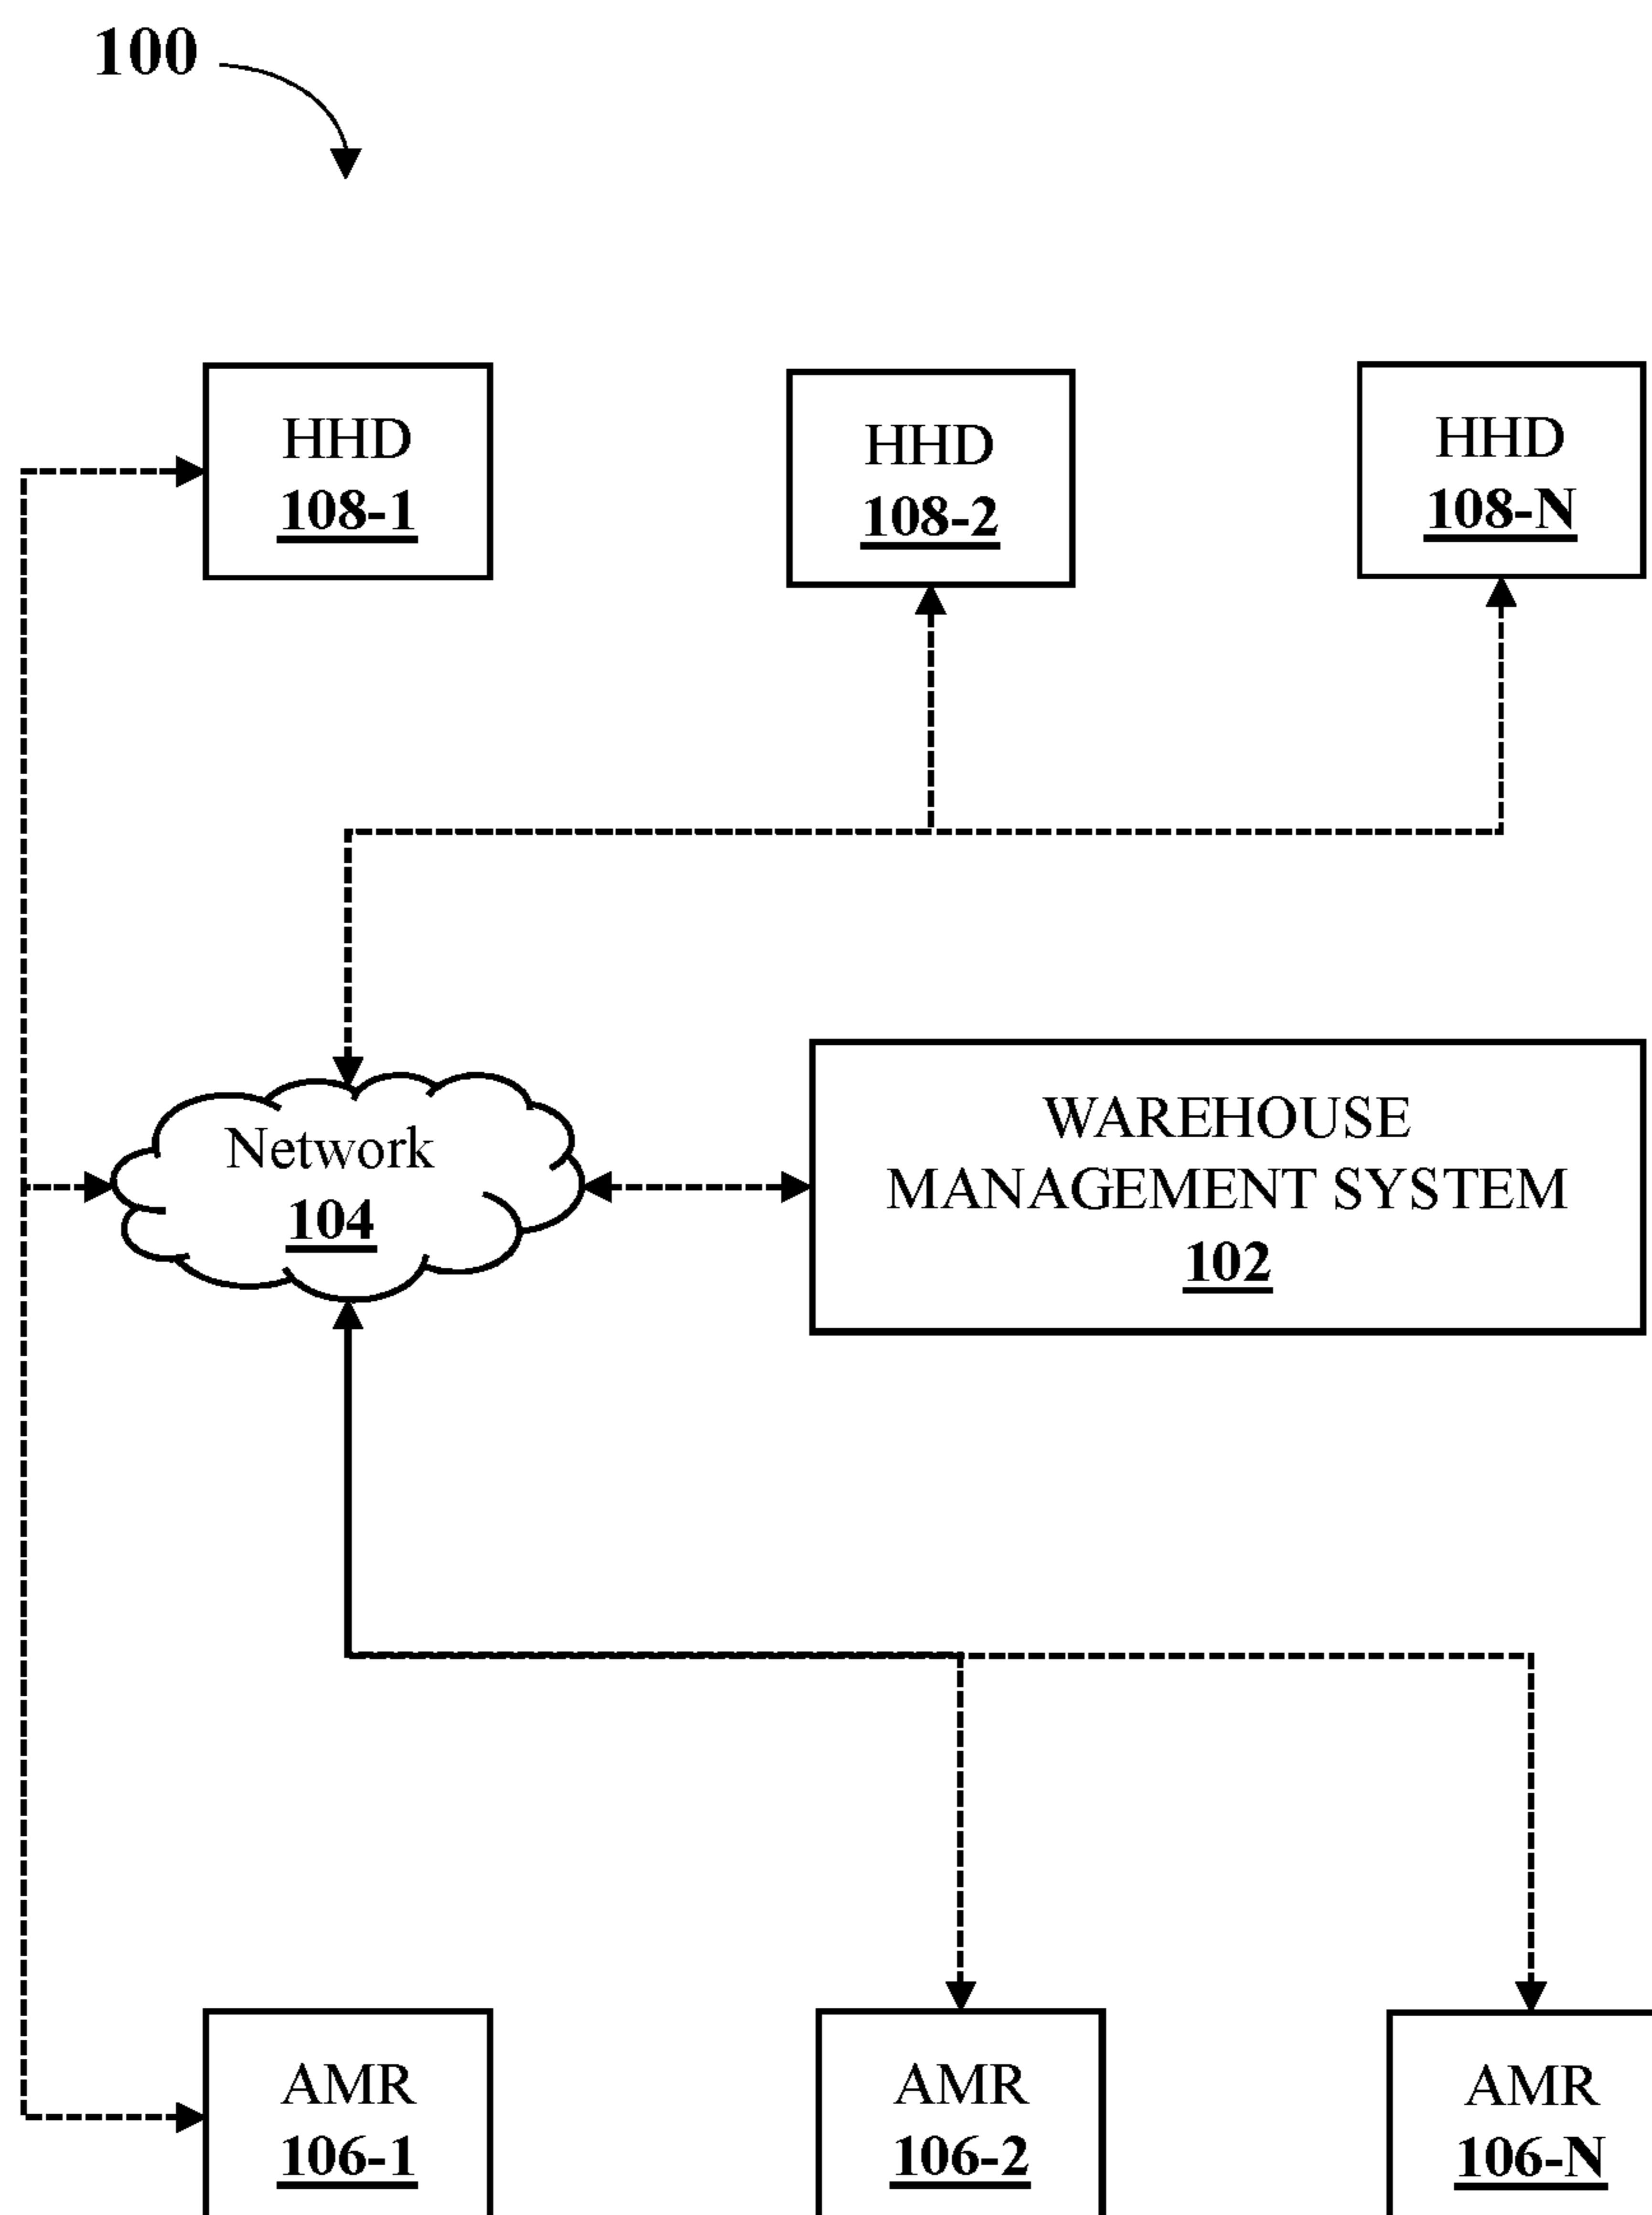 100
HHD
108-1
HHD
108-2
HHD
108-N
Network
104
WAREHOUSE
MANAGEMENT SYSTEM
102
AMR
106-1
AMR
106-2
AMR
106-N